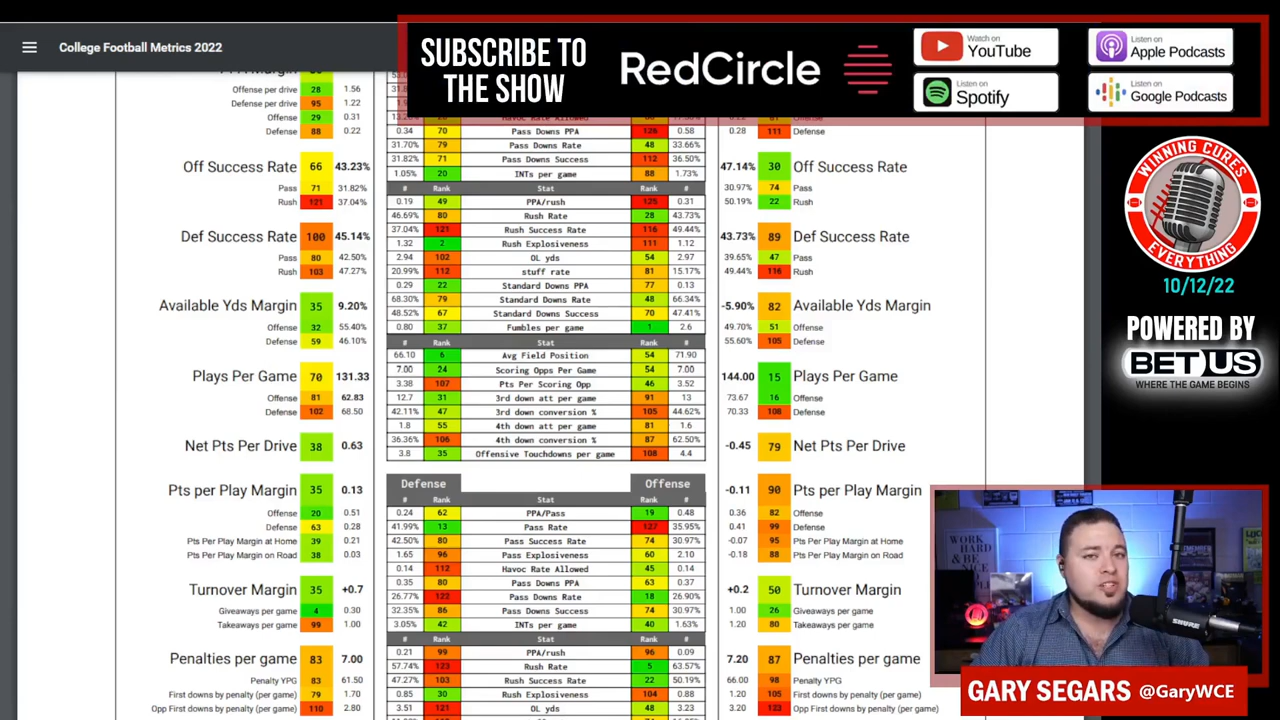 College Football Metrics 2022
SUBSCRIBE TO
THE SHOW
RedCircle
Watch on
YouTube
Listen on
Spotify
Listen on
Apple Podcasts
Listen on
Google Podcasts
Offense per drive 28 1.56
Defense per drive 95 1.22
Offense 29 0.31
Defense 88 0.22
0.34 70 Pass Downs PPA 126 0.58
0.28 111 Defense
31.70% 79 Pass Downs Rate 48 33.66%
31.82% 71 Pass Downs Success 112 36.50%
1.05% 20 INTs per game 88 1.73%
Off Success Rate 66 43.23%
Pass 71 31.82%
Rush 121 37.04%
47.14% 30 Off Success Rate
30.97% 74 Pass
50.19% 22 Rush
# Rank Stat Rank #
0.19 49 PPA/rush 125 0.31
46.69% 80 Rush Rate 28 43.73%
37.04% 121 Rush Success Rate 116 49.44%
1.32 2 Rush Explosiveness 111 1.12
2.94 102 OL yds 54 2.97
20.99% 112 stuff rate 81 15.17%
0.29 22 Standard Downs PPA 77 0.13
68.30% 79 Standard Downs Rate 48 66.34%
48.52% 67 Standard Downs Success 70 47.41%
0.80 37 Fumbles per game 1 2.6
Def Success Rate 100 45.14%
Pass 80 42.50%
Rush 103 47.27%
43.73% 89 Def Success Rate
39.65% 47 Pass
49.44% 116 Rush
Available Yds Margin 35 9.20%
Offense 32 55.40%
Defense 59 46.10%
-5.90% 82 Available Yds Margin
49.70% 51 Offense
55.60% 105 Defense
# Rank Stat Rank #
66.10 6 Avg Field Position 54 71.90
7.00 24 Scoring Opps Per Game 54 7.00
3.38 107 Pts Per Scoring Opp 46 3.52
12.7 31 3rd down att per game 91 13
42.11% 47 3rd down conversion % 105 44.62%
1.8 55 4th down att per game 81 1.6
36.36% 106 4th down conversion % 87 62.50%
3.8 35 Offensive Touchdowns per game 108 4.4
Plays Per Game 70 131.33
Offense 81 62.83
Defense 102 68.50
144.00 15 Plays Per Game
73.67 16 Offense
70.33 108 Defense
Net Pts Per Drive 38 0.63
-0.45 79 Net Pts Per Drive
Pts per Play Margin 35 0.13
Offense 20 0.51
Defense 63 0.28
Pts Per Play Margin at Home 39 0.21
Pts Per Play Margin on Road 38 0.03
-0.11 90 Pts per Play Margin
0.36 82 Offense
0.41 99 Defense
-0.07 95 Pts Per Play Margin at Home
-0.18 88 Pts Per Play Margin on Road
Defense Offense
# Rank Stat Rank #
0.24 62 PPA/Pass 19 0.48
41.99% 13 Pass Rate 127 35.95%
42.50% 80 Pass Success Rate 74 30.97%
1.65 96 Pass Explosiveness 60 2.10
0.14 112 Havoc Rate Allowed 45 0.14
0.35 80 Pass Downs PPA 63 0.37
26.77% 122 Pass Downs Rate 18 26.90%
32.35% 86 Pass Downs Success 74 30.97%
3.05% 42 INTs per game 40 1.63%
Turnover Margin 35 +0.7
Giveaways per game 4 0.30
Takeaways per game 99 1.00
+0.2 50 Turnover Margin
1.00 26 Giveaways per game
1.20 80 Takeaways per game
# Rank Stat Rank #
0.21 99 PPA/rush 96 0.09
57.74% 123 Rush Rate 5 63.57%
47.27% 103 Rush Success Rate 22 50.19%
0.85 30 Rush Explosiveness 104 0.88
3.51 121 OL yds 48 3.23
Penalties per game 83 7.00
Penalty YPG 83 61.50
First downs by penalty (per game) 79 1.70
Opp First downs by penalty (per game) 110 2.80
7.20 87 Penalties per game
66.00 98 Penalty YPG
1.20 105 First downs by penalty (per game)
3.20 123 Opp First downs by penalty (per game)
WINNING CURES
EVERYTHING
10/12/22
POWERED BY
BETUS
WHERE THE GAME BEGINS
WORK
HARD
& BE
SHURE
GARY SEGARS @GaryWCE